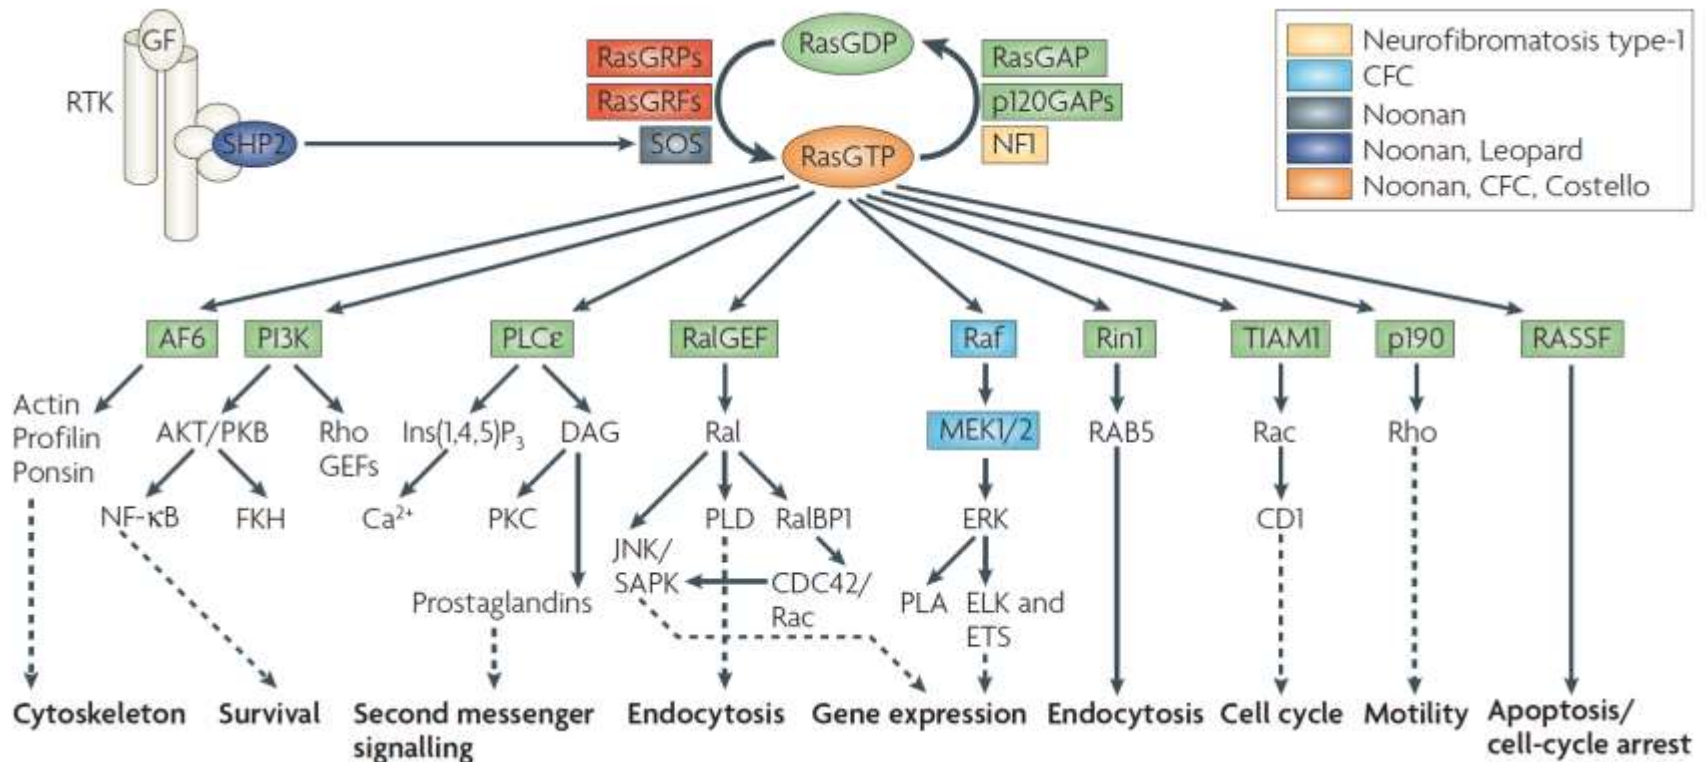 GF
RTK
SHP2
RasGRPs
RasGRFs
SOS
RasGDP
RasGTP
RasGAP
p120GAPs
NF1
Neurofibromatosis type-1
CFC
Noonan
Noonan, Leopard
Noonan, CFC, Costello
AF6
PI3K
PLCε
RalGEF
Raf
Rin1
TIAM1
p190
RASSF
Actin
Profilin
Ponsin
AKT/PKB
Rho
GEFs
Ins(1,4,5)P₃
DAG
Ral
MEK1/2
RAB5
Rac
Rho
NF-κB
FKH
Ca²⁺
PKC
PLD
RalBP1
ERK
CD1
JNK/
SAPK
CDC42/
Rac
Prostaglandins
PLA
ELK and
ETS
Cytoskeleton
Survival
Second messenger
signalling
Endocytosis
Gene expression
Endocytosis
Cell cycle
Motility
Apoptosis/
cell-cycle arrest